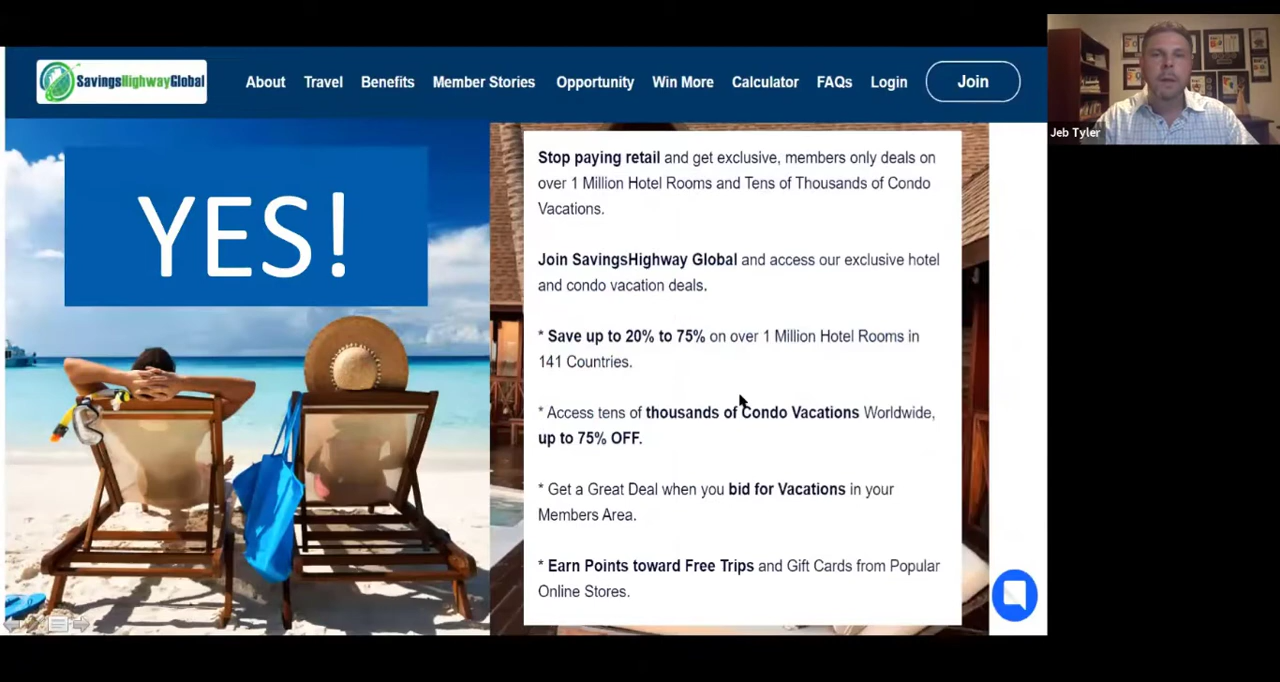 SavingsHighwayGlobal
About Travel Benefits Member Stories Opportunity Win More Calculator FAQs Login Join
Jeb Tyler
YES!
Stop paying retail and get exclusive, members only deals on
over 1 Million Hotel Rooms and Tens of Thousands of Condo
Vacations.
Join SavingsHighway Global and access our exclusive hotel
and condo vacation deals.
* Save up to 20% to 75% on over 1 Million Hotel Rooms in
141 Countries.
* Access tens of thousands of Condo Vacations Worldwide,
up to 75% OFF.
* Get a Great Deal when you bid for Vacations in your
Members Area.
* Earn Points toward Free Trips and Gift Cards from Popular
Online Stores.